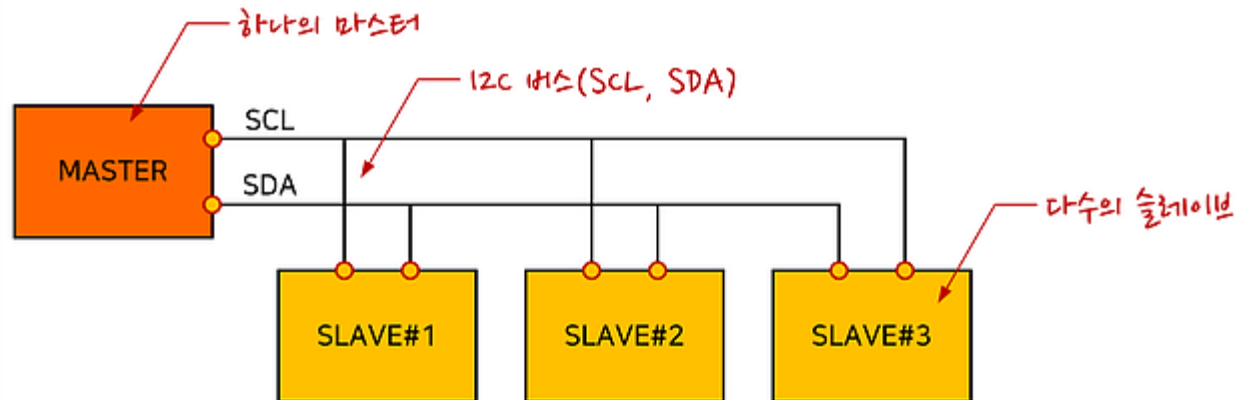 하나의 마스터
I2C 버스(SCL, SDA)
SCL
MASTER
SDA
다수의 슬레이브
SLAVE#1
SLAVE#2
SLAVE#3